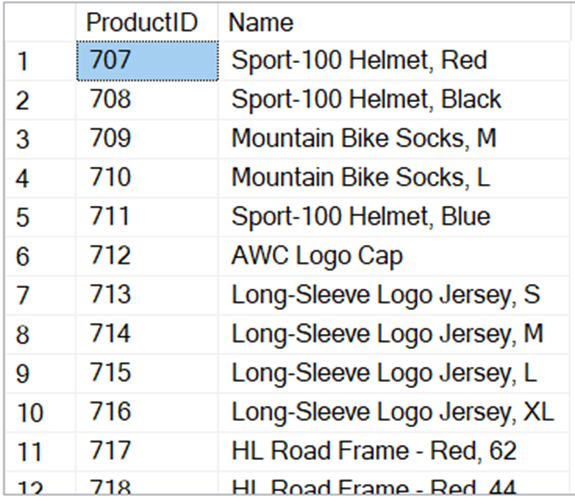 ProductID Name
1 707 Sport-100 Helmet, Red
2 708 Sport-100 Helmet, Black
3 709 Mountain Bike Socks, M
4 710 Mountain Bike Socks, L
5 711 Sport-100 Helmet, Blue
6 712 AWC Logo Cap
7 713 Long-Sleeve Logo Jersey, S
8 714 Long-Sleeve Logo Jersey, M
9 715 Long-Sleeve Logo Jersey, L
10 716 Long-Sleeve Logo Jersey, XL
11 717 HL Road Frame - Red, 62
12 718 HL Road Frame - Red, 44